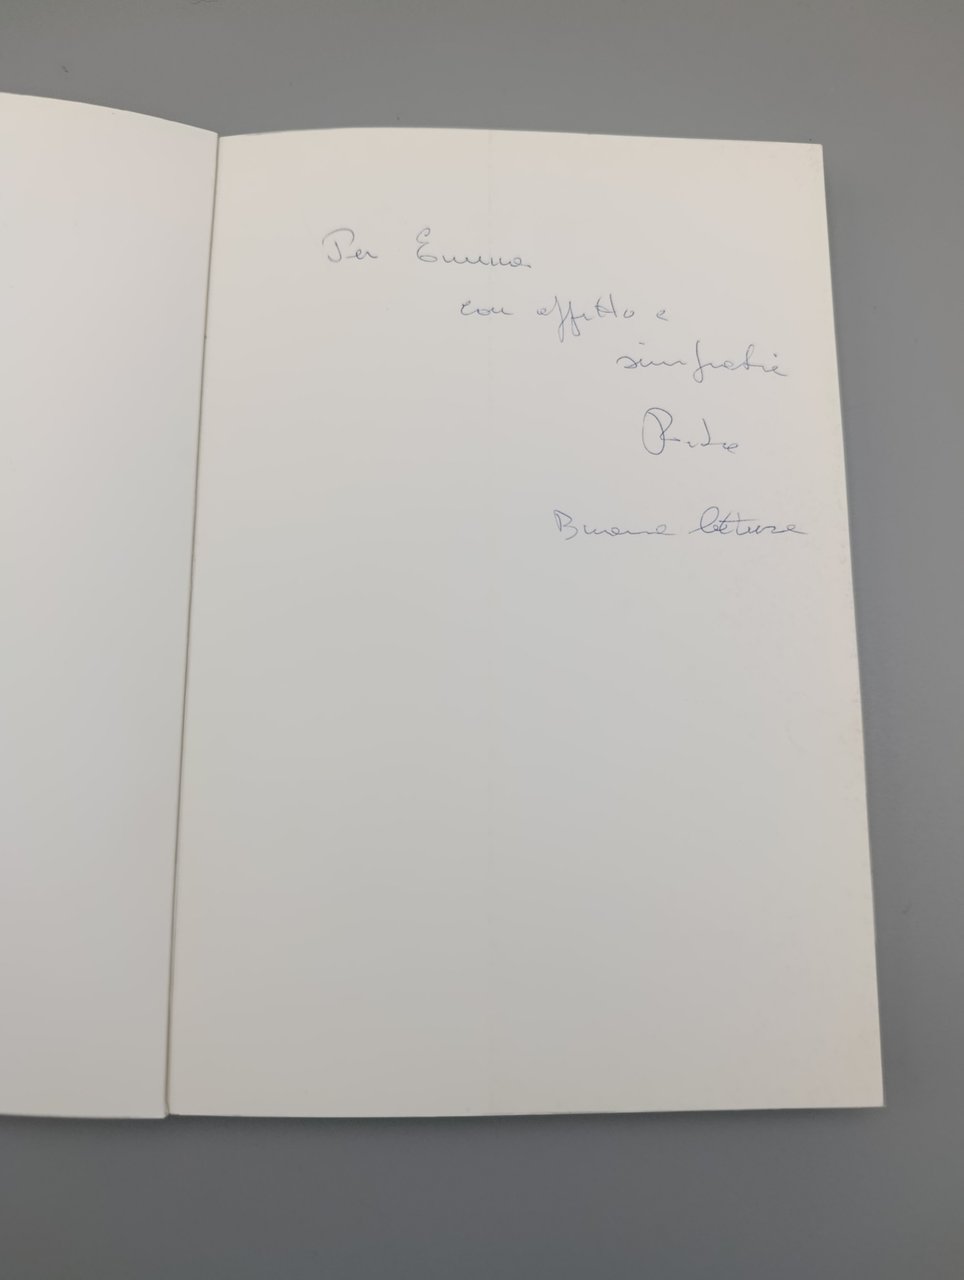 Per Emma
con affetto e
simpatia
Buona lettura